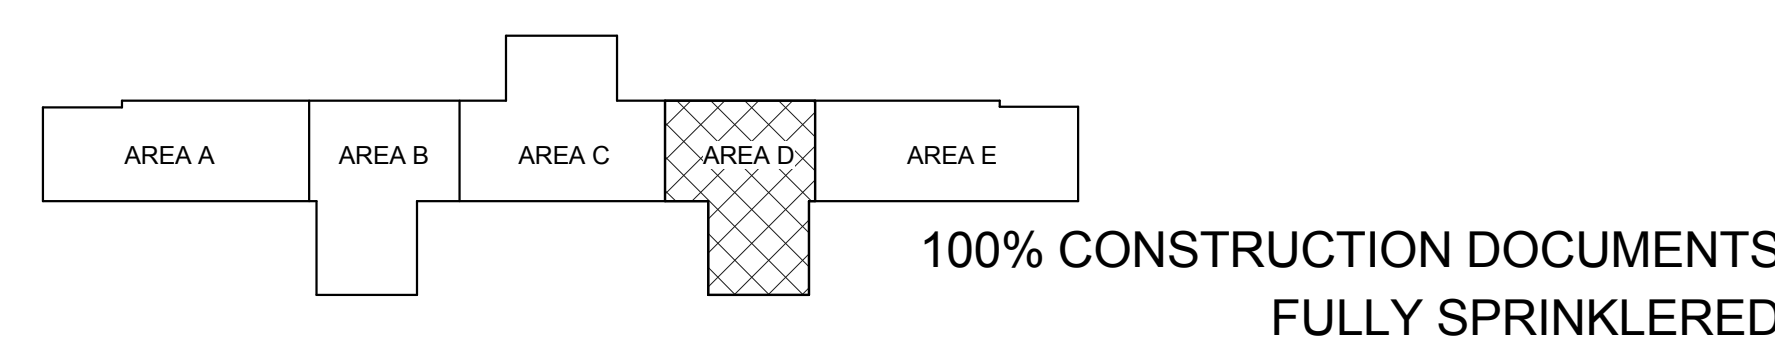 AREA A AREA B AREA C AREA D AREA E
100% CONSTRUCTION DOCUMENTS
FULLY SPRINKLERED